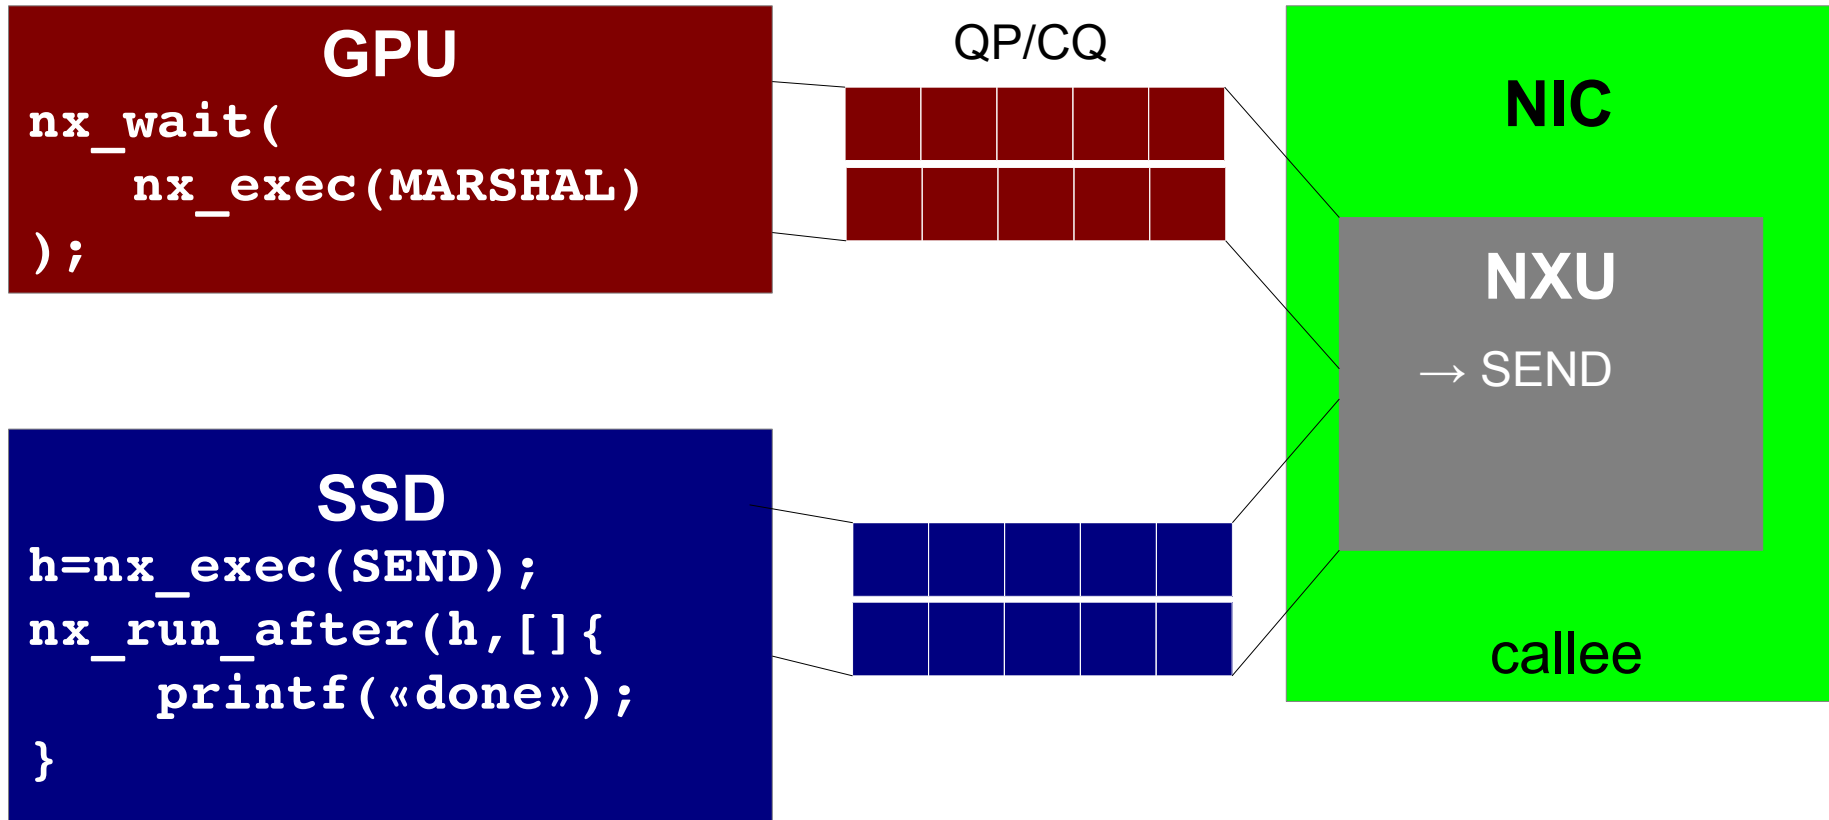 GPU
nx_wait(
nx_exec(MARSHAL)
);
QP/CQ
NIC
NXU
→ SEND
callee
SSD
h=nx_exec(SEND);
nx_run_after(h,[]{
printf(«done»);
}